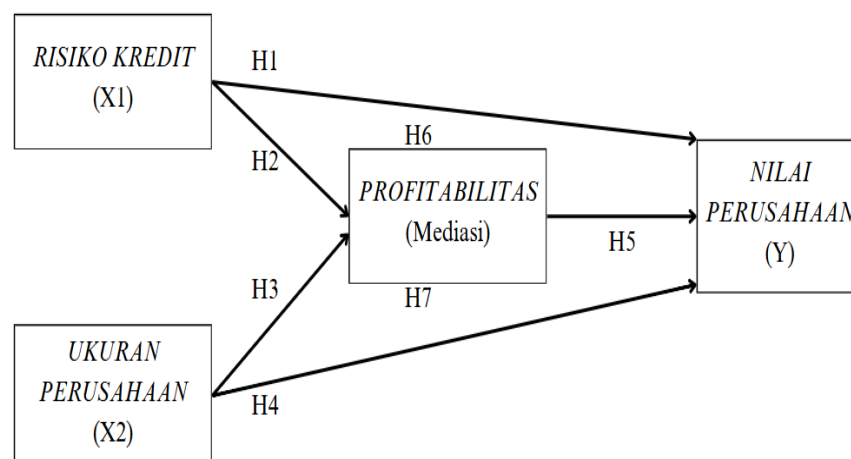 RISIKO KREDIT
(X1)
H1
H2
H6
PROFITABILITAS
(Mediasi)
H5
NILAI
PERUSAHAAN
(Y)
H3
H7
UKURAN
PERUSAHAAN
(X2)
H4